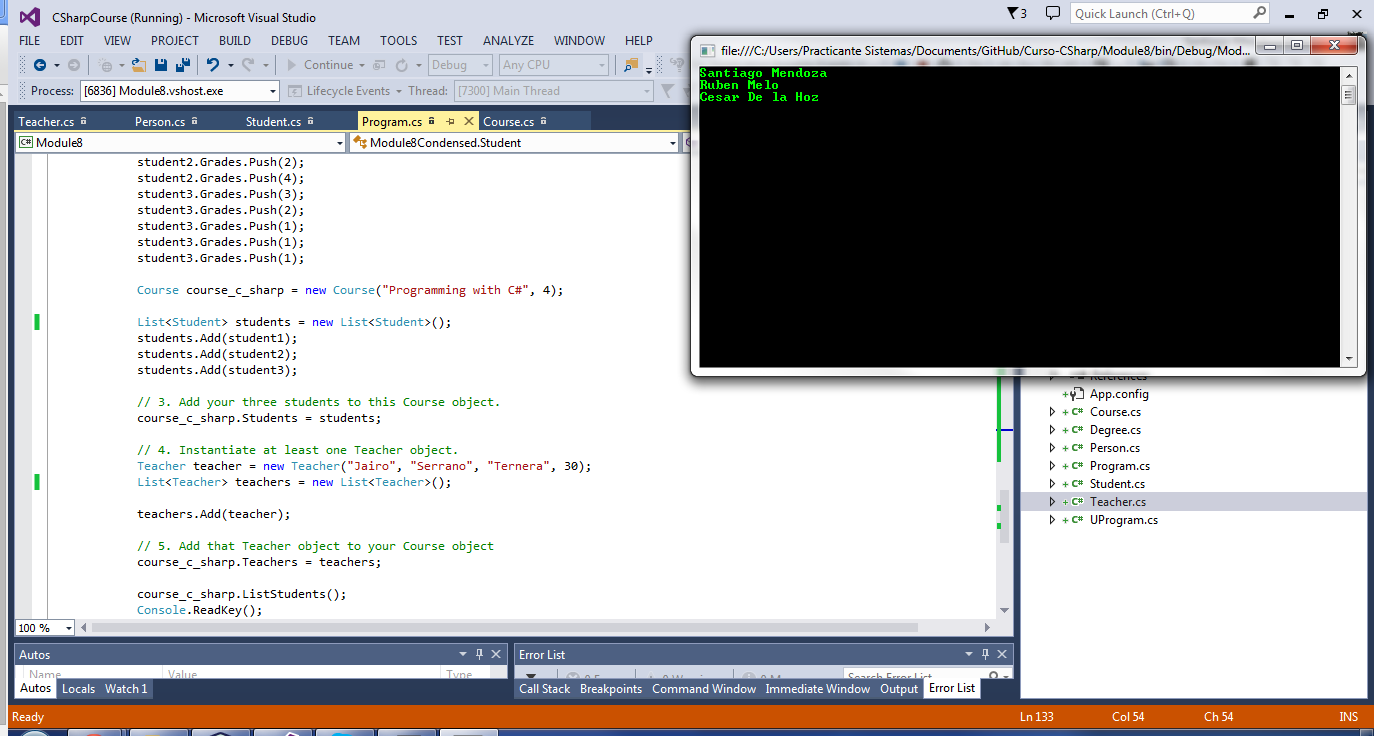 CSharpCourse (Running) - Microsoft Visual Studio
3
Quick Launch (Ctrl+Q)
FILE EDIT VIEW PROJECT BUILD DEBUG TEAM TOOLS TEST ANALYZE WINDOW HELP
Continue Debug Any CPU
Process: [6836] Module8.vshost.exe Lifecycle Events Thread: [7300] Main Thread
Teacher.cs Person.cs Student.cs Program.cs Course.cs
C# Module8 Module8Condensed.Student
student2.Grades.Push(2);
student2.Grades.Push(4);
student3.Grades.Push(3);
student3.Grades.Push(2);
student3.Grades.Push(1);
student3.Grades.Push(1);
student3.Grades.Push(1);
Course course_c_sharp = new Course("Programming with C#", 4);
List<Student> students = new List<Student>();
students.Add(student1);
students.Add(student2);
students.Add(student3);
// 3. Add your three students to this Course object.
course_c_sharp.Students = students;
// 4. Instantiate at least one Teacher object.
Teacher teacher = new Teacher("Jairo", "Serrano", "Ternera", 30);
List<Teacher> teachers = new List<Teacher>();
teachers.Add(teacher);
// 5. Add that Teacher object to your Course object
course_c_sharp.Teachers = teachers;
course_c_sharp.ListStudents();
Console.ReadKey();
100 %
file:///C:/Users/Practicante Sistemas/Documents/GitHub/Curso-CSharp/Module8/bin/Debug/Mod...
Santiago Mendoza
Ruben Melo
Cesar De la Hoz
References
App.config
C# Course.cs
C# Degree.cs
C# Person.cs
C# Program.cs
C# Student.cs
C# Teacher.cs
C# UProgram.cs
Autos
Name Value Type
Autos Locals Watch 1
Error List
Search Error List
Call Stack Breakpoints Command Window Immediate Window Output Error List
Ready Ln 133 Col 54 Ch 54 INS